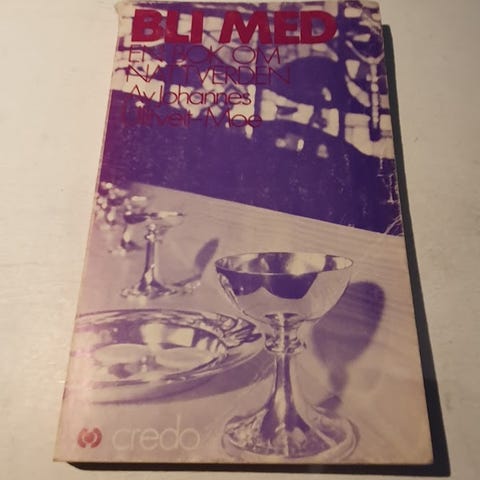 BLI MED
EN BOK OM
NATTVERDEN
Av Johannes
Ulltveit-Moe
credo